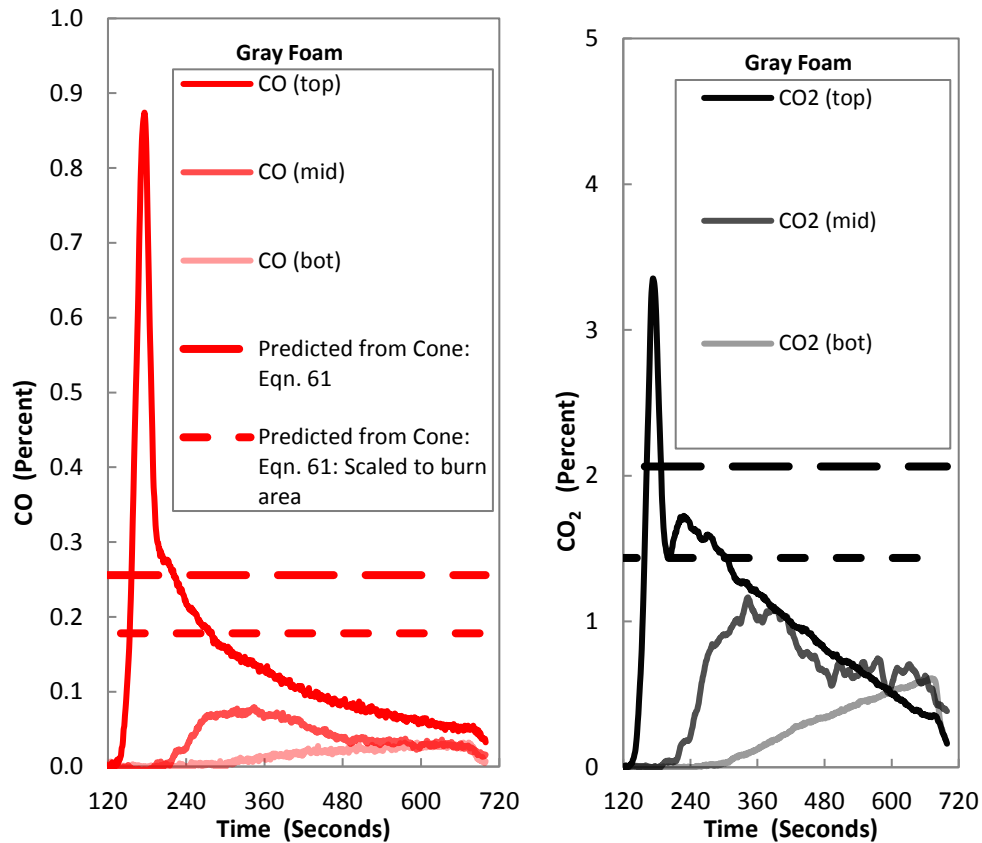 Gray Foam
CO (top)
CO (mid)
CO (bot)
Predicted from Cone:
Eqn. 61
Predicted from Cone:
Eqn. 61: Scaled to burn
area
1.0
0.9
0.8
0.7
0.6
0.5
0.4
0.3
0.2
0.1
0.0
CO (Percent)
120 240 360 480 600 720
Time (Seconds)
Gray Foam
CO2 (top)
CO2 (mid)
CO2 (bot)
5
4
3
2
1
0
CO₂ (Percent)
120 240 360 480 600 720
Time (Seconds)